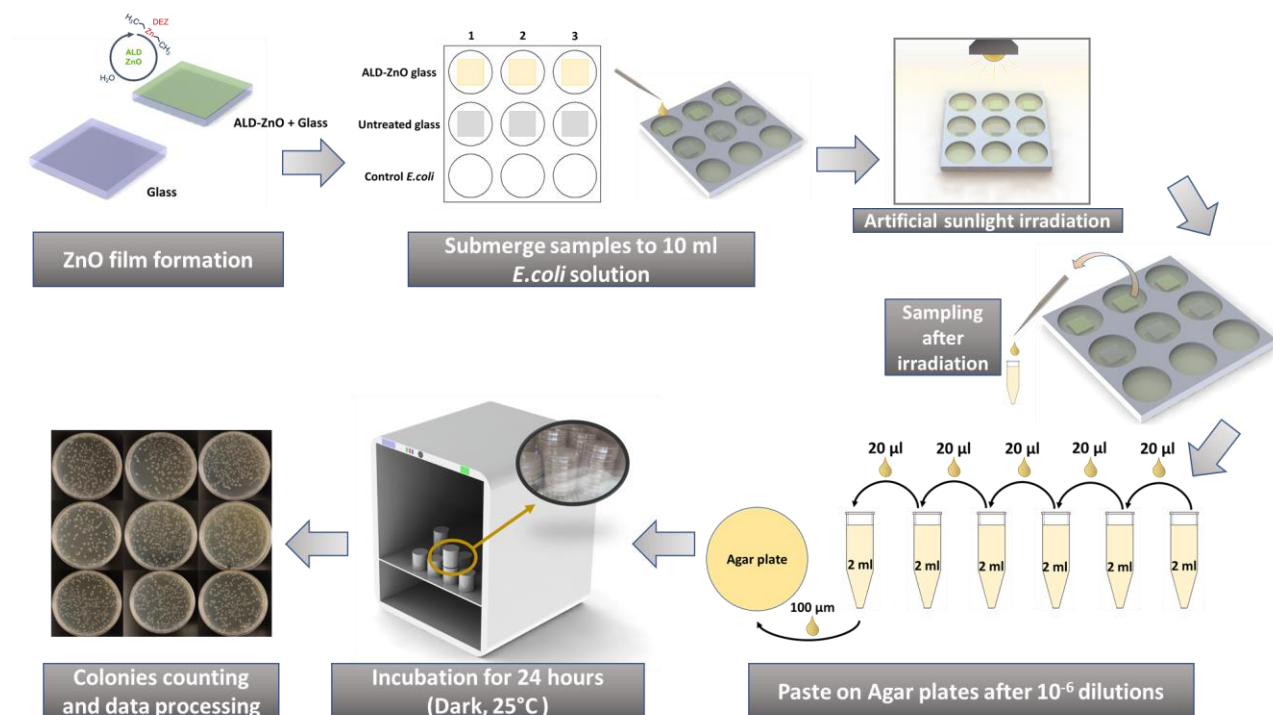 H₃C
DEZ
Zn
CH₃
ALD
ZnO
H₂O
ALD-ZnO + Glass
Glass
ZnO film formation
1 2 3
ALD-ZnO glass
Untreated glass
Control E.coli
Submerge samples to 10 ml
E.coli solution
Artificial sunlight irradiation
Sampling
after
irradiation
20 µl 20 µl 20 µl 20 µl 20 µl
2 ml 2 ml 2 ml 2 ml 2 ml 2 ml
Agar plate
100 µm
Paste on Agar plates after 10⁻⁶ dilutions
Incubation for 24 hours
(Dark, 25°C )
Colonies counting
and data processing